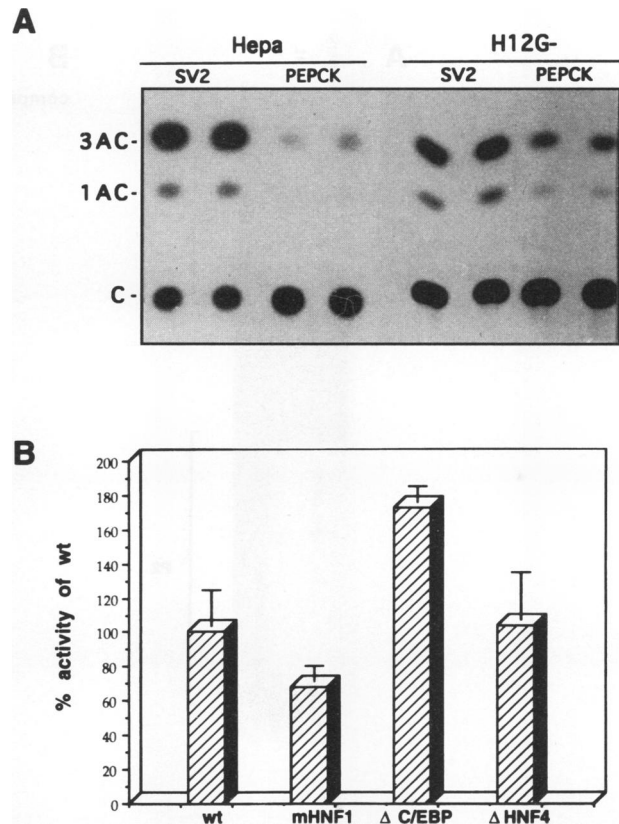 A
Hepa H12G-
SV2 PEPCK SV2 PEPCK
3AC-
1AC-
C-
B
200
180
160
140
120
100
80
60
40
20
0
% activity of wt
wt mHNF1 Δ C/EBP Δ HNF4